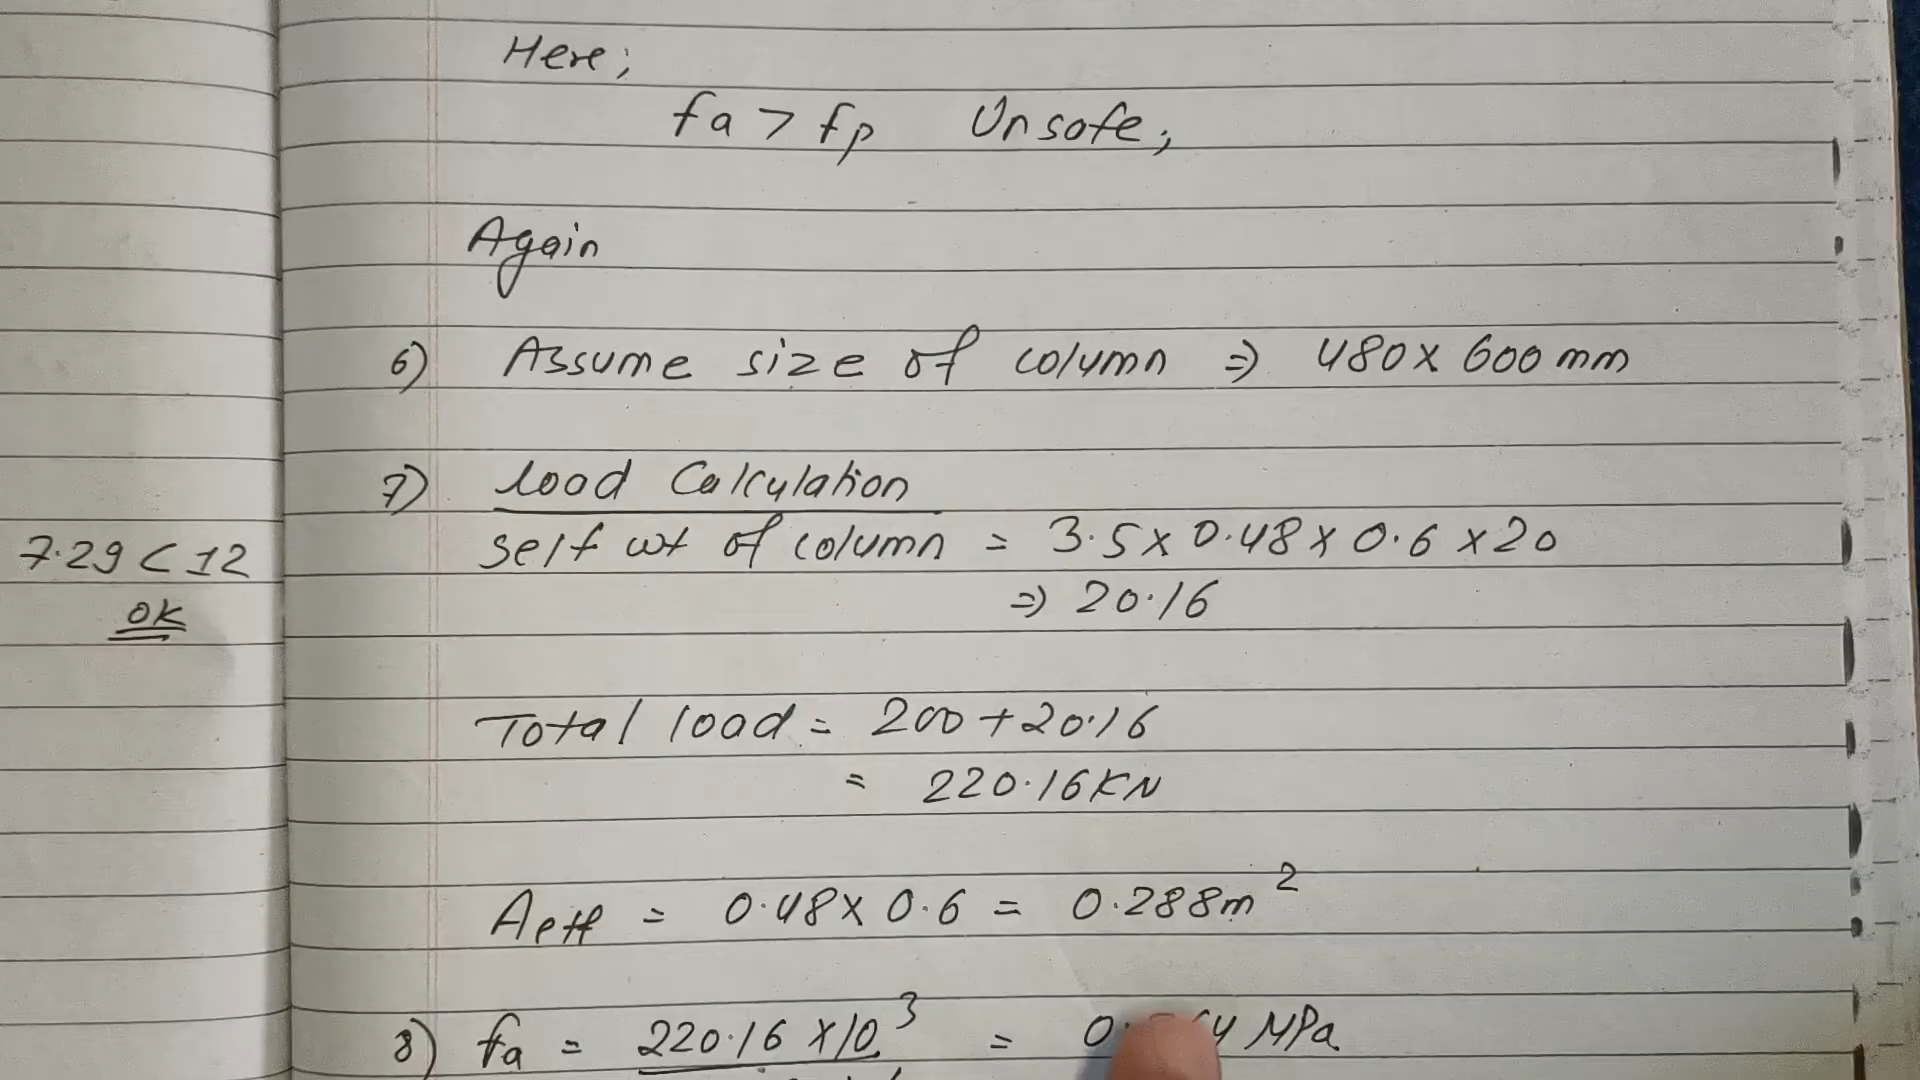 7.29 < 12
OK
Here;
fa > fp Unsafe;
Again
6) Assume size of column ⇒ 480 x 600 mm
7) load Calculation
self wt of column = 3.5 x 0.48 x 0.6 x 20
⇒ 20.16
Total load = 200 + 20.16
= 220.16 KN
Aeff = 0.48 x 0.6 = 0.288m²
8) fa = 220.16 x 10³ = MPa